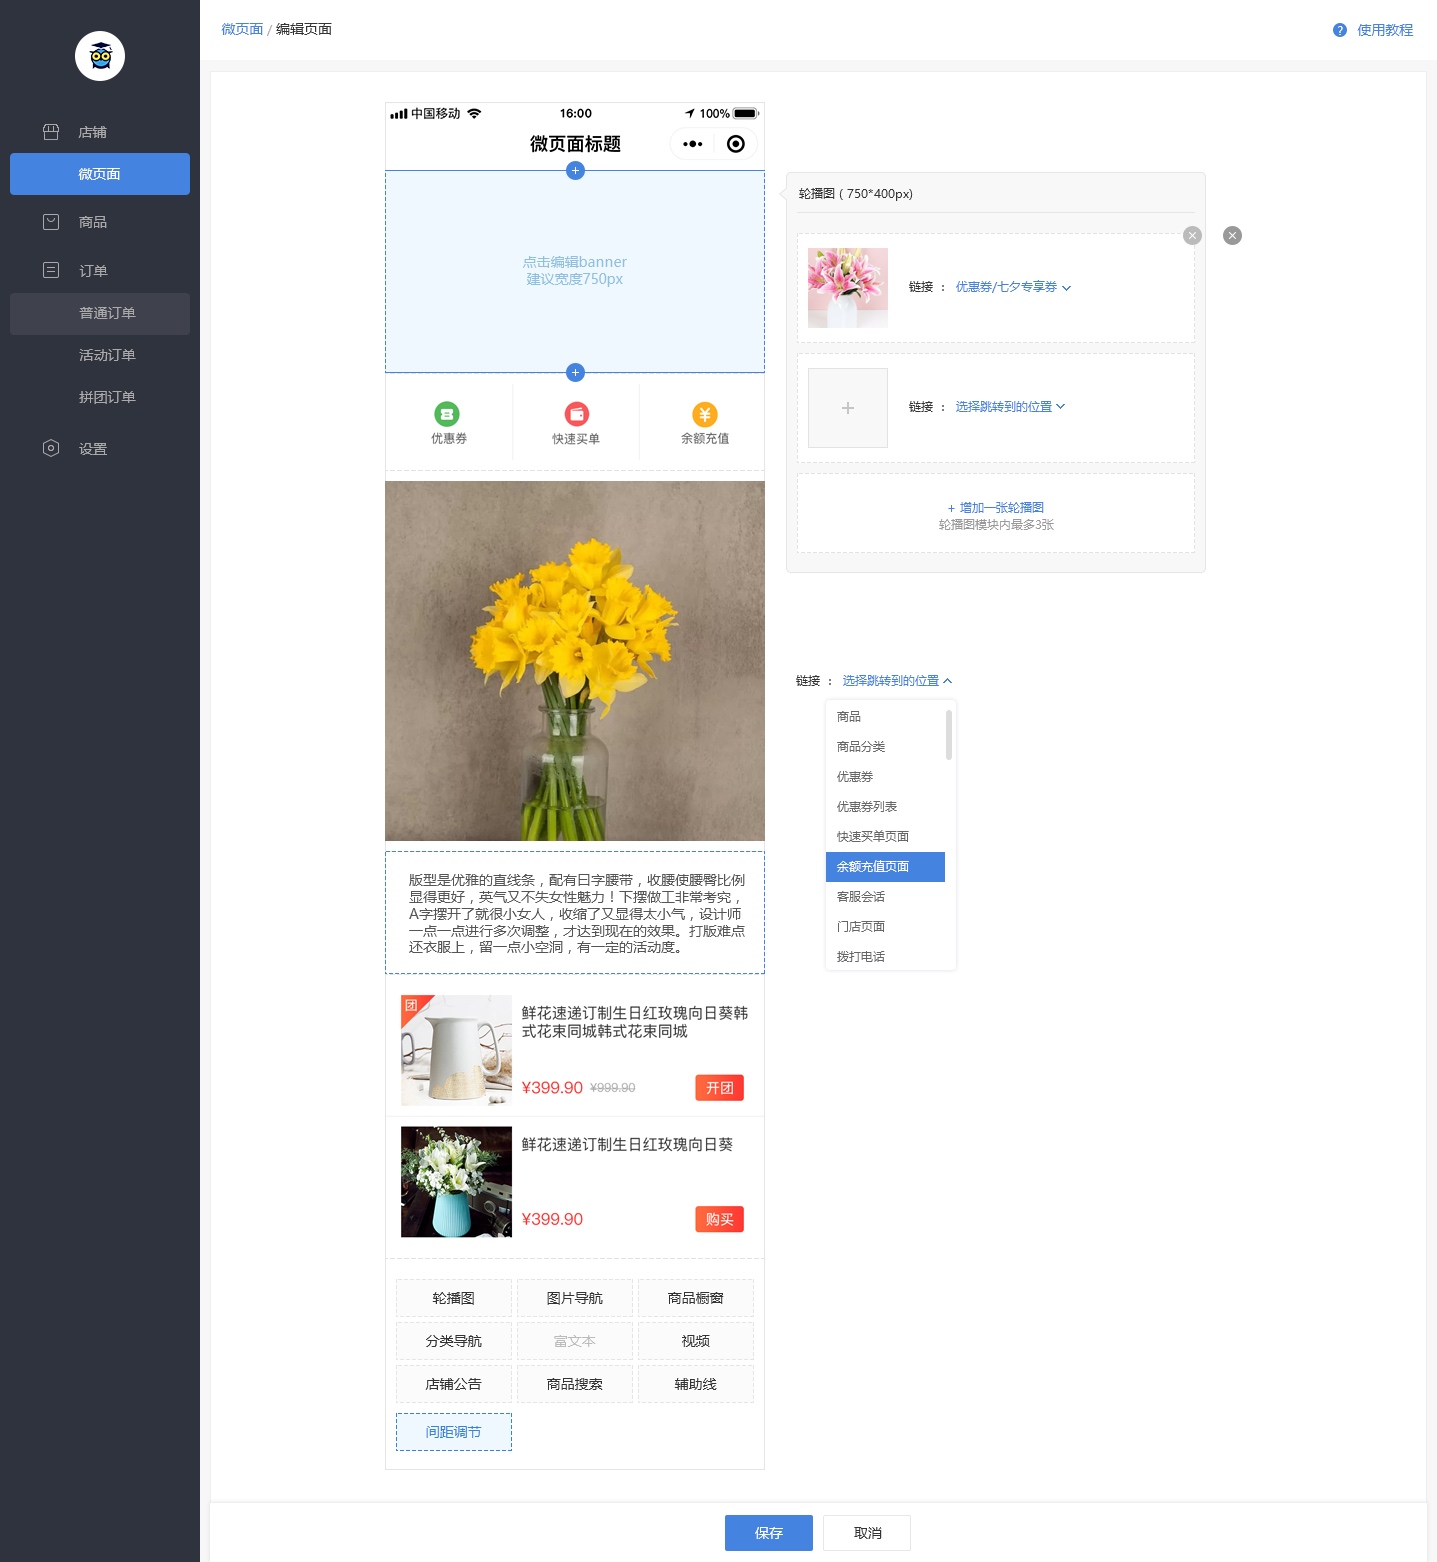 微页面 / 编辑页面
? 使用教程
店铺
微页面
商品
订单
普通订单
活动订单
拼团订单
设置
中国移动 16:00 100%
微页面标题
点击编辑banner
建议宽度750px
优惠券 快速买单 余额充值
版型是优雅的直线条，配有日字腰带，收腰使腰臀比例
显得更好，英气又不失女性魅力！下摆做工非常考究，
A字摆开了就很小女人，收缩了又显得太小气，设计师
一点一点进行多次调整，才达到现在的效果。打版难点
还衣服上，留一点小空洞，有一定的活动度。
团
鲜花速递订制生日红玫瑰向日葵韩
式花束同城韩式花束同城
¥399.90 ¥999.90 开团
鲜花速递订制生日红玫瑰向日葵
¥399.90 购买
轮播图 图片导航 商品橱窗
分类导航 富文本 视频
店铺公告 商品搜索 辅助线
间距调节
轮播图 ( 750*400px)
链接 ： 优惠券/七夕专享券
链接 ： 选择跳转到的位置
+ 增加一张轮播图
轮播图模块内最多3张
链接 ： 选择跳转到的位置
商品
商品分类
优惠券
优惠券列表
快速买单页面
余额充值页面
客服会话
门店页面
拨打电话
保存 取消